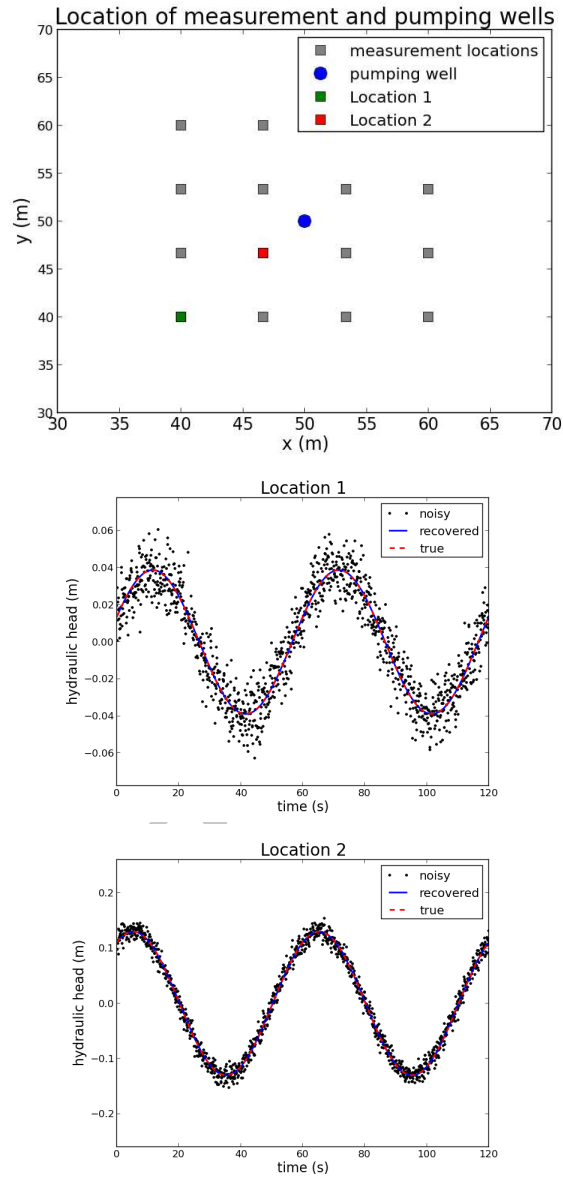 Location of measurement and pumping wells
measurement locations
pumping well
Location 1
Location 2
70
65
60
55
50
45
40
35
30
y (m)
30 35 40 45 50 55 60 65 70
x (m)
Location 1
noisy
recovered
true
0.06
0.04
0.02
0.00
−0.02
−0.04
−0.06
hydraulic head (m)
0 20 40 60 80 100 120
time (s)
Location 2
noisy
recovered
true
0.2
0.1
0.0
−0.1
−0.2
hydraulic head (m)
0 20 40 60 80 100 120
time (s)